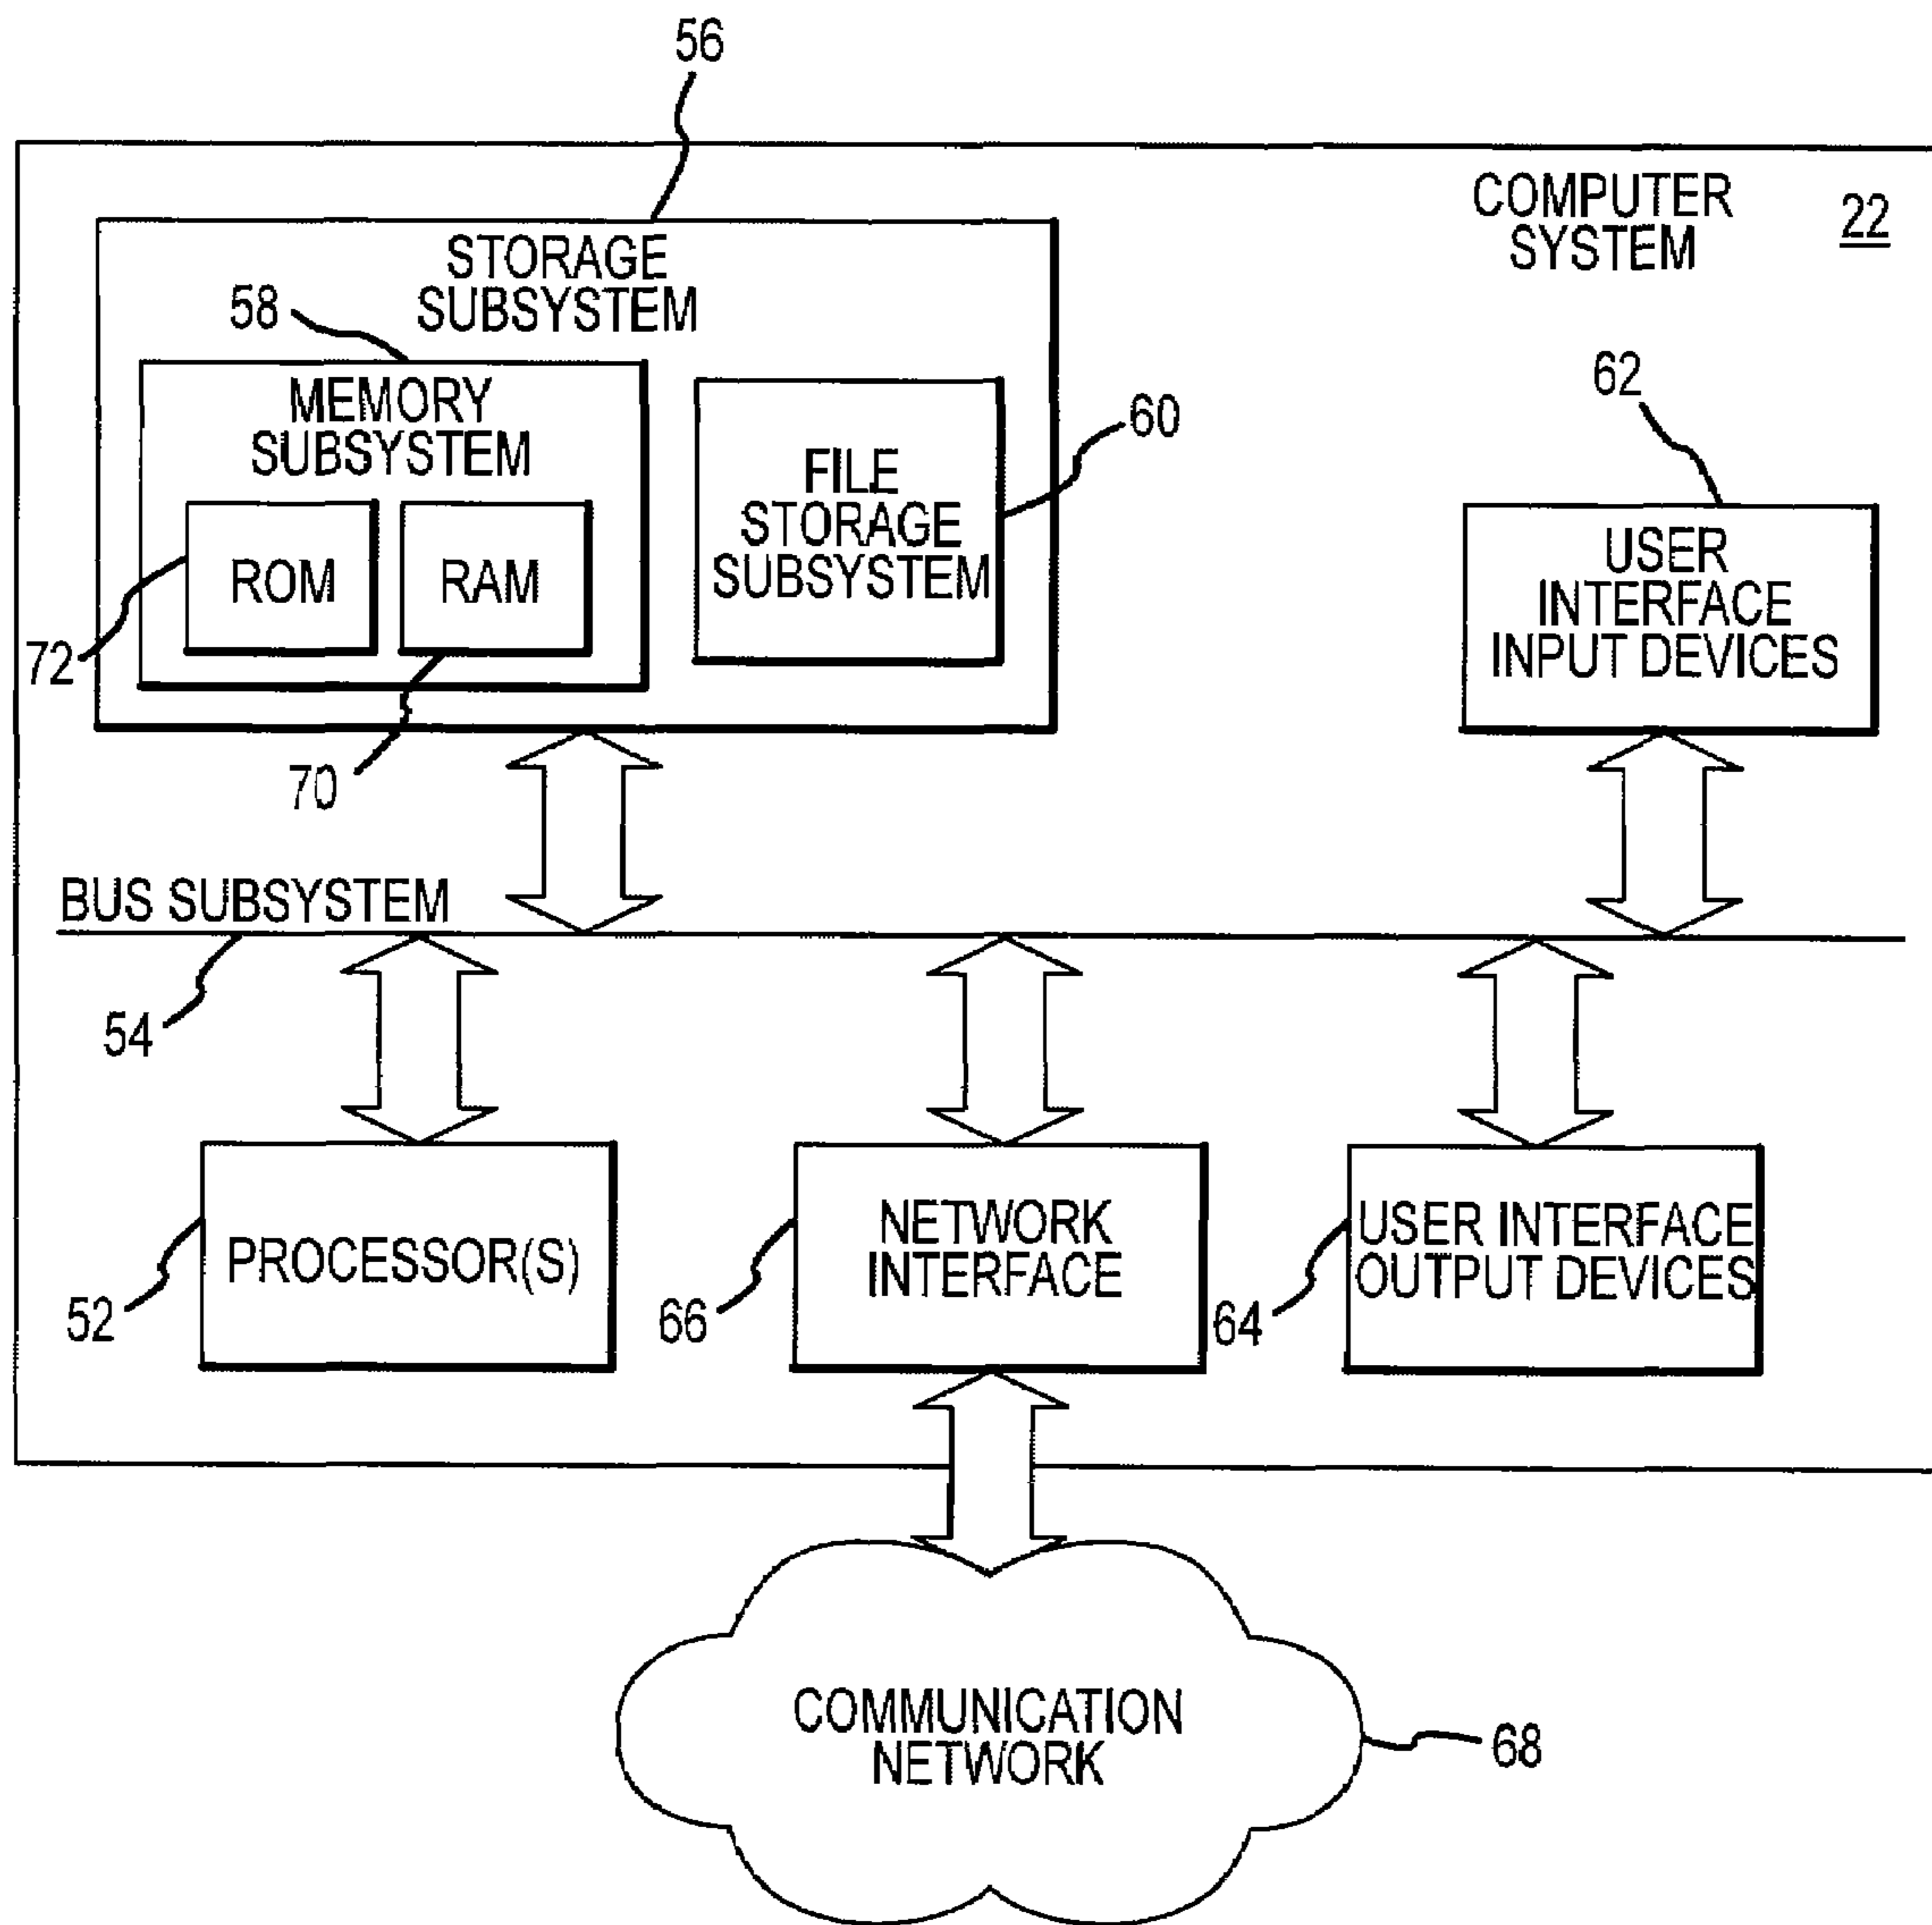 56
COMPUTER
SYSTEM
22
STORAGE
SUBSYSTEM
58
MEMORY
SUBSYSTEM
62
60
FILE
STORAGE
SUBSYSTEM
ROM
RAM
USER
INTERFACE
INPUT DEVICES
72
70
BUS SUBSYSTEM
54
PROCESSOR(S)
52
NETWORK
INTERFACE
66
USER INTERFACE
OUTPUT DEVICES
64
COMMUNICATION
NETWORK
68